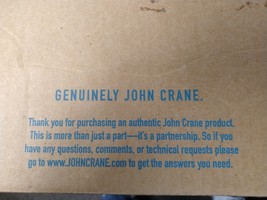 GENUINELY JOHN CRANE.
Thank you for purchasing an authentic John Crane product.
This is more than just a part—it's a partnership. So if you
have any questions, comments, or technical requests please
go to www.JOHNCRANE.com to get the answers you need.